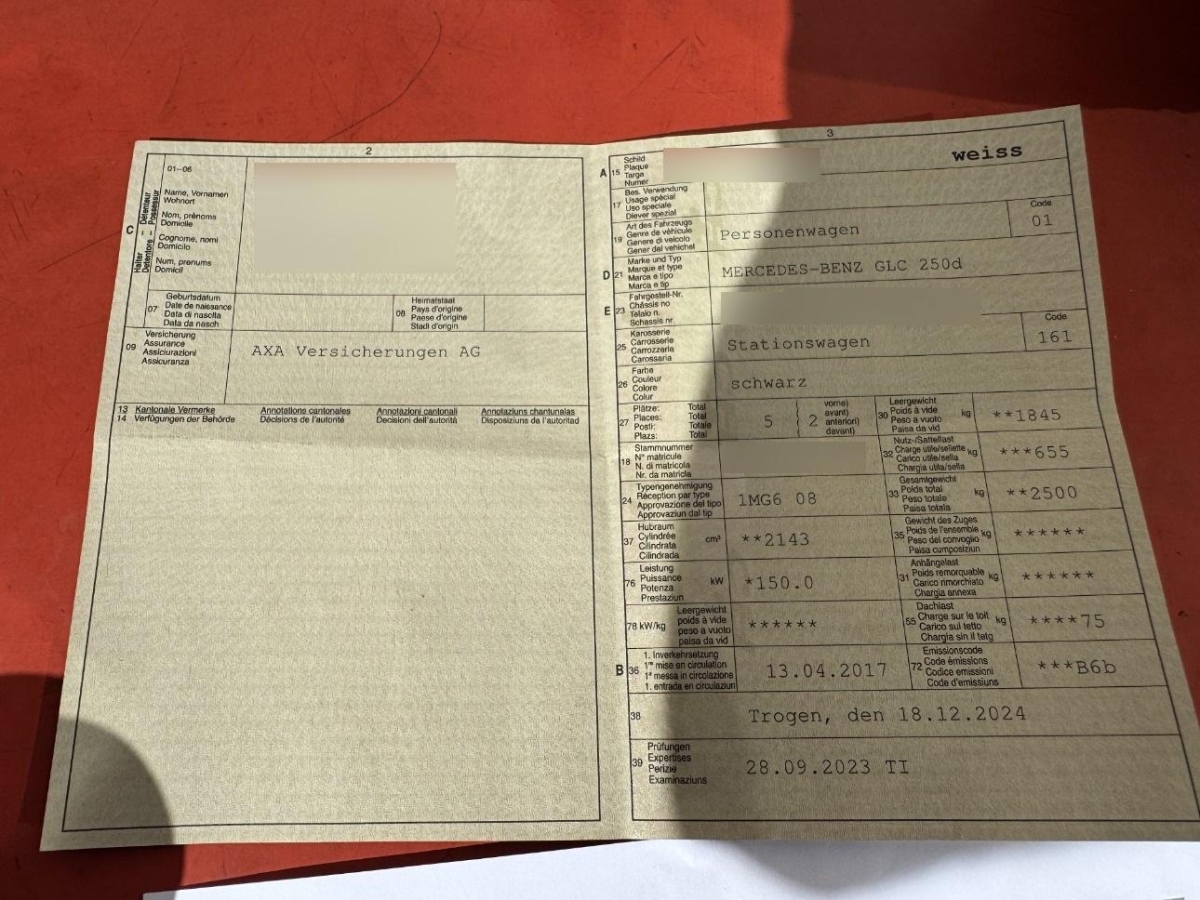 2
01–06
C
Halter – Détenteur
Detentore – Possessur
Name, Vornamen
Wohnort
Nom, prénoms
Domicile
Cognome, nomi
Domicilio
Num, prenums
Domicil
07
Geburtsdatum
Date de naissance
Data di nascita
Data da nasch
08
Heimatstaat
Pays d'origine
Paese d'origine
Stadi d'origin
09
Versicherung
Assurance
Assicurazioni
Assicuranza
AXA Versicherungen AG
13 Kantonale Vermerke
14 Verfügungen der Behörde
Annotations cantonales
Décisions de l'autorité
Annotazioni cantonali
Decisioni dell'autorità
Annotaziuns chantunalas
Disposiziuns da l'autoritad
3
A 15
Schild
Plaque
Targa
Numer
weiss
17
Bes. Verwendung
Usage spécial
Uso speciale
Diever spezial
19
Art des Fahrzeugs
Genre de véhicule
Genere di veicolo
Gener dal vehichel
Personenwagen
Code
01
D 21
Marke und Typ
Marque et type
Marca e tipo
Marca e tip
MERCEDES-BENZ GLC 250d
E 23
Fahrgestell-Nr.
Châssis no
Telaio n.
Schassis nr.
25
Karosserie
Carrosserie
Carrozzeria
Carossaria
Stationswagen
Code
161
26
Farbe
Couleur
Colore
Colur
schwarz
27
Plätze: Total
Places: Total
Posti: Totale
Plazs: Total
5
2
vorne)
avant)
anteriori)
davant)
30
Leergewicht
Poids à vide
Peso a vuoto
Paisa da vid
kg
**1845
18
Stammnummer
N° matricule
N. di matricola
Nr. da matricla
32
Nutz-/Sattellast
Charge utile/sellette
Carico utile/sella
Chargia utila/sella
kg
***655
24
Typengenehmigung
Réception par type
Approvazione del tipo
Approvaziun dal tip
1MG6 08
33
Gesamtgewicht
Poids total
Peso totale
Paisa totala
kg
**2500
37
Hubraum
Cylindrée
Cilindrata
Cilindrada
cm³
**2143
35
Gewicht des Zuges
Poids de l'ensemble
Peso del convoglio
Paisa cumposiziun
kg
******
76
Leistung
Puissance
Potenza
Prestaziun
kW
*150.0
31
Anhängelast
Poids remorquable
Carico rimorchiato
Chargia annexa
kg
******
78 kW/kg
Leergewicht
poids à vide
peso a vuoto
paisa da vid
******
55
Dachlast
Charge sur le toit
Carico sul tetto
Chargia sin il tetg
kg
****75
B 36
1. Inverkehrsetzung
1re mise en circulation
1a messa in circolazione
1. entrada en circulaziun
13.04.2017
72
Emissionscode
Code émissions
Codice emissioni
Code d'emissiuns
***B6b
38
Trogen, den 18.12.2024
39
Prüfungen
Expertises
Perizie
Examinaziuns
28.09.2023 TI